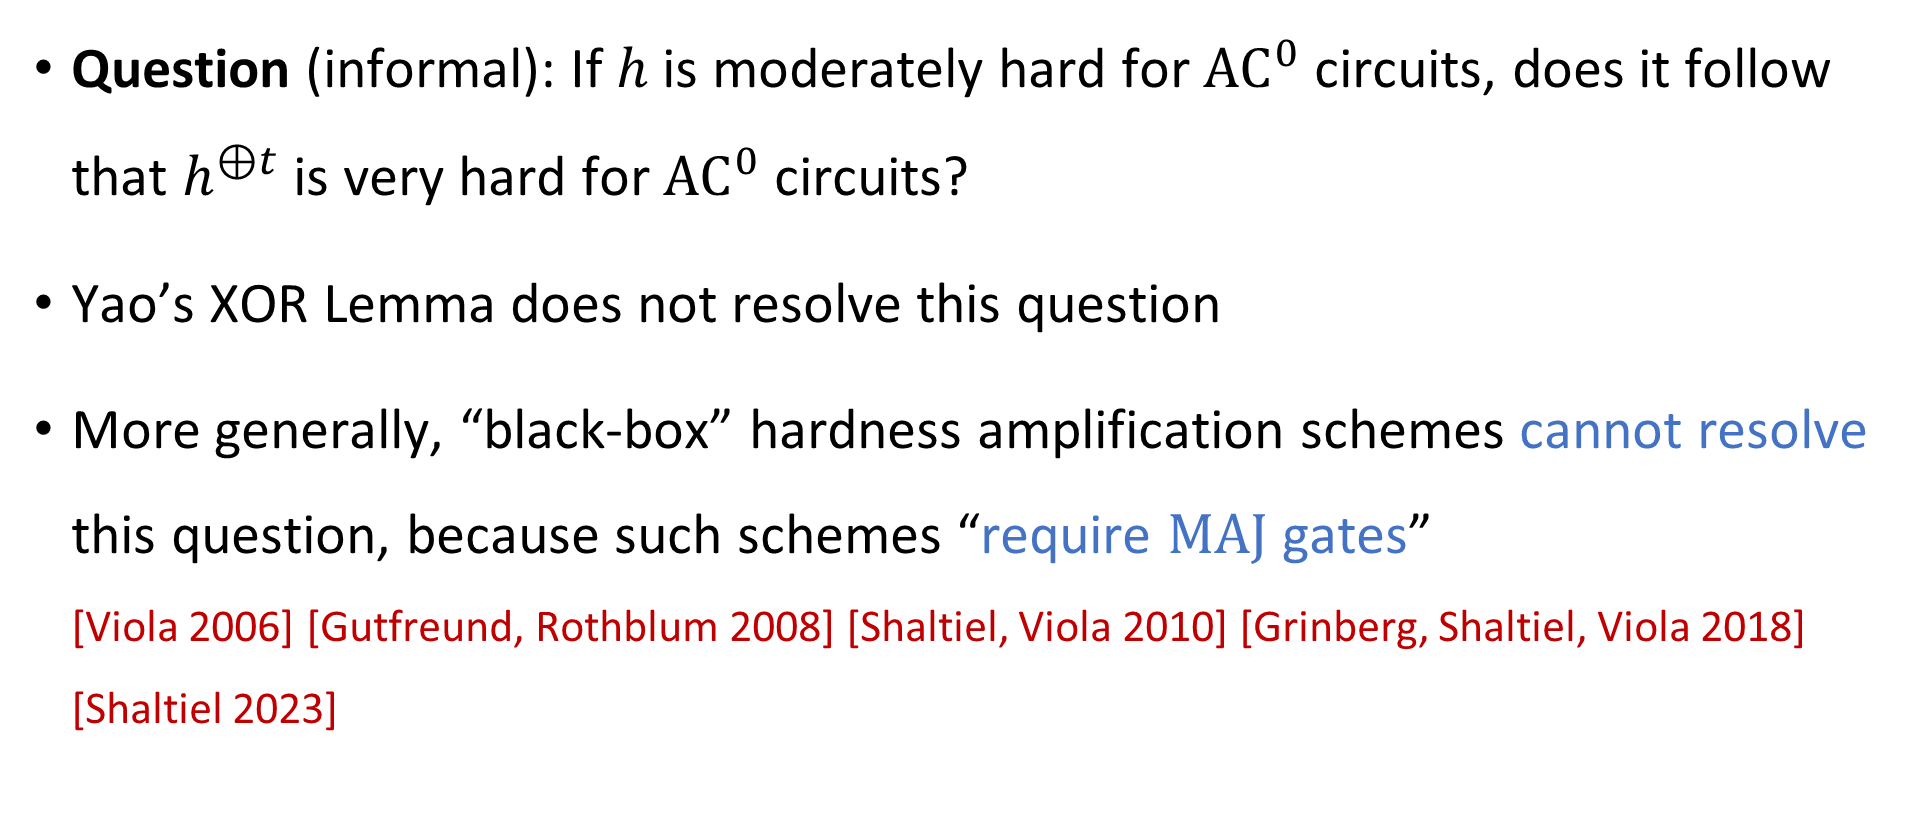 • Question (informal): If ℎ is moderately hard for AC⁰ circuits, does it follow
that ℎ^{⊕𝑡} is very hard for AC⁰ circuits?
• Yao’s XOR Lemma does not resolve this question
• More generally, “black-box” hardness amplification schemes cannot resolve
this question, because such schemes “require MAJ gates”
[Viola 2006] [Gutfreund, Rothblum 2008] [Shaltiel, Viola 2010] [Grinberg, Shaltiel, Viola 2018]
[Shaltiel 2023]